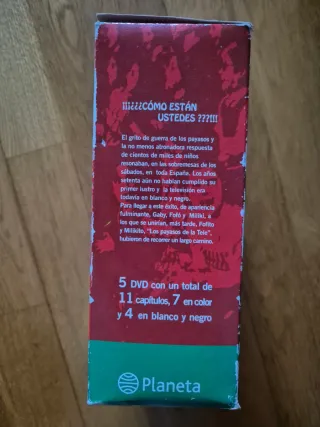 ¡¡¡¿¿¿CÓMO ESTÁN
USTEDES ???!!!
El grito de guerra de los payasos y
la no menos atronadora respuesta
de cientos de miles de niños
resonaban, en las sobremesas de los
sábados, en toda España. Los años
setenta aún no habían cumplido su
primer lustro y la televisión era
todavía en blanco y negro.
Para llegar a este éxito, de apariencia
fulminante, Gaby, Fofó y Miliki, a
los que se unirían, más tarde, Fofito
y Milikito, "Los payasos de la Tele",
hubieron de recorrer un largo camino.
5 DVD con un total de
11 capítulos, 7 en color
y 4 en blanco y negro
Planeta